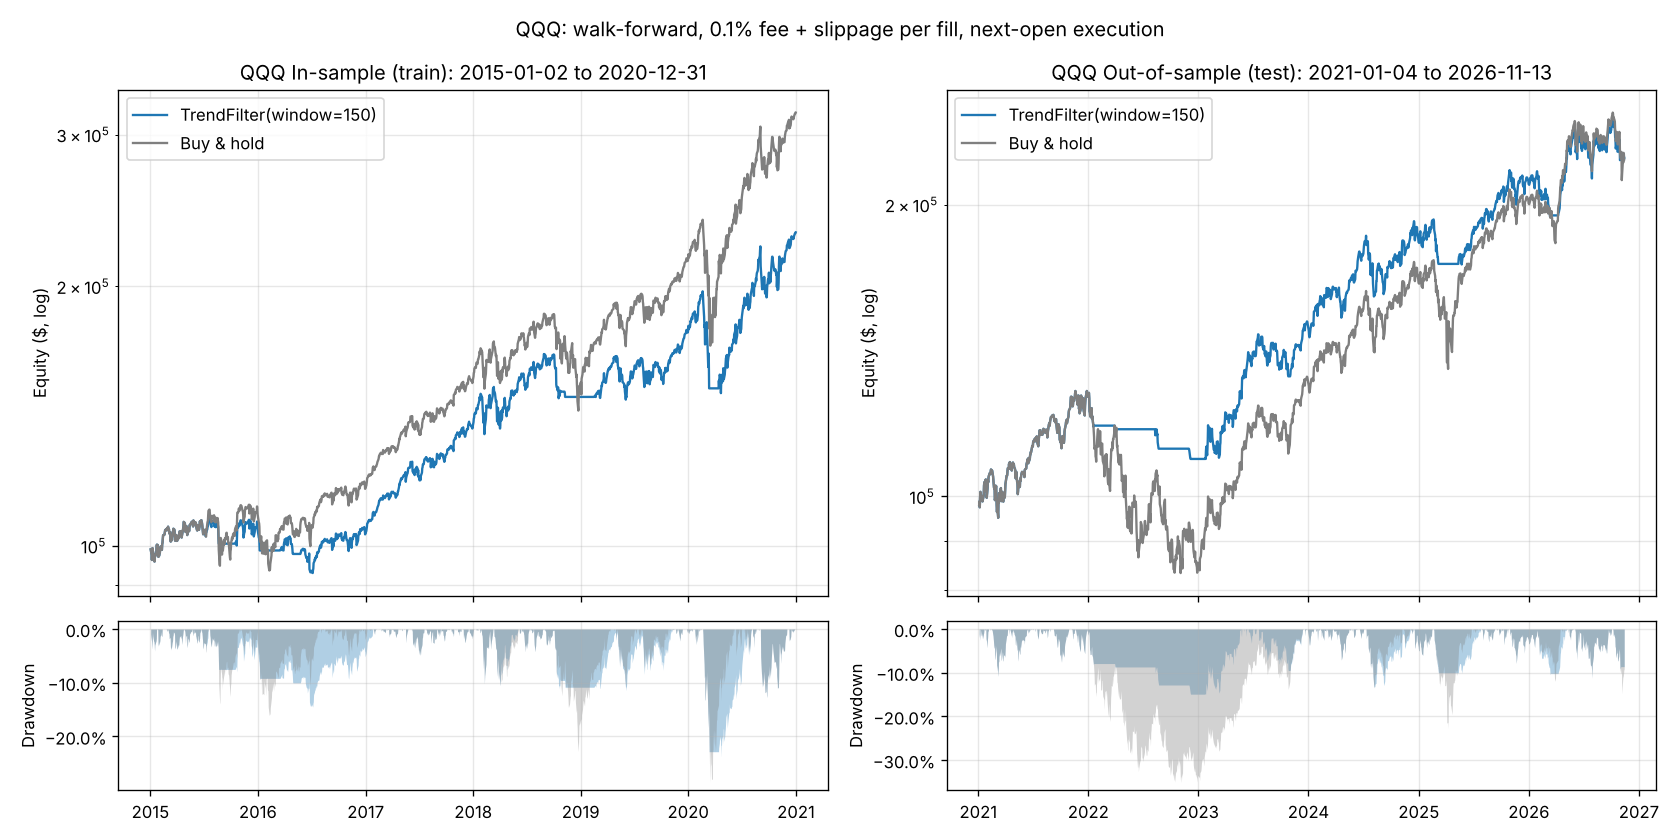 QQQ: walk-forward, 0.1% fee + slippage per fill, next-open execution
QQQ In-sample (train): 2015-01-02 to 2020-12-31
TrendFilter(window=150)
Buy & hold
3 × 10⁵
2 × 10⁵
10⁵
Equity ($, log)
0.0%
−10.0%
−20.0%
Drawdown
2015 2016 2017 2018 2019 2020 2021
QQQ Out-of-sample (test): 2021-01-04 to 2026-11-13
TrendFilter(window=150)
Buy & hold
2 × 10⁵
10⁵
Equity ($, log)
0.0%
−10.0%
−20.0%
−30.0%
Drawdown
2021 2022 2023 2024 2025 2026 2027